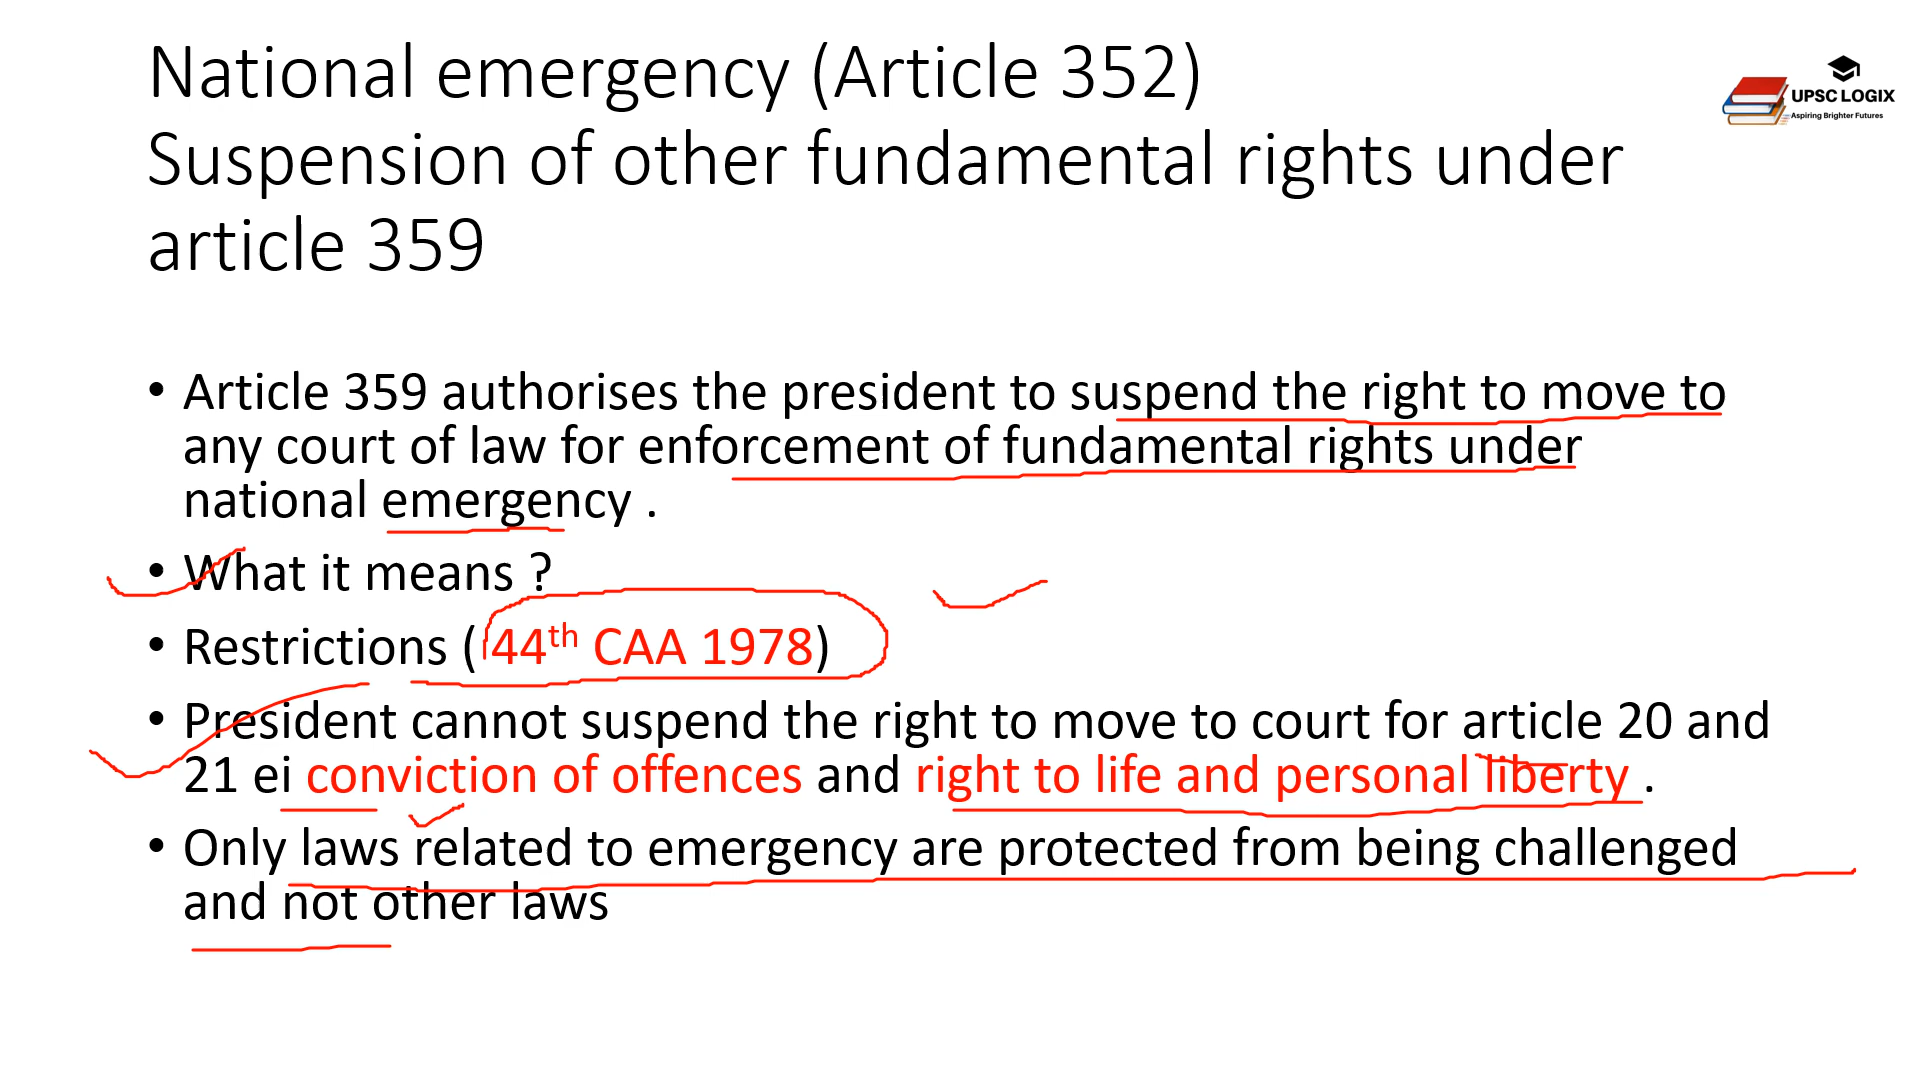 National emergency (Article 352)
Suspension of other fundamental rights under
article 359
UPSC LOGIX
Aspiring Brighter Futures
• Article 359 authorises the president to suspend the right to move to
any court of law for enforcement of fundamental rights under
national emergency .
• What it means ?
• Restrictions ( 44th CAA 1978)
• President cannot suspend the right to move to court for article 20 and
21 ei conviction of offences and right to life and personal liberty .
• Only laws related to emergency are protected from being challenged
and not other laws